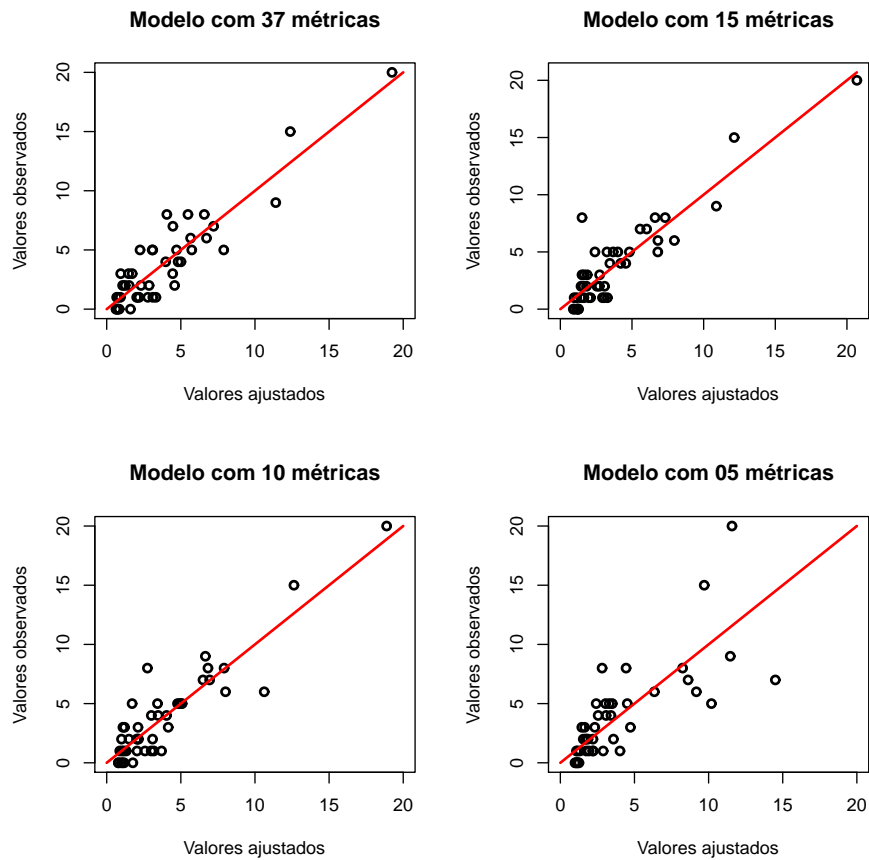 Modelo com 37 métricas
Valores observados
20
15
10
5
0
0 5 10 15 20
Valores ajustados
Modelo com 15 métricas
Valores observados
20
15
10
5
0
0 5 10 15 20
Valores ajustados
Modelo com 10 métricas
Valores observados
20
15
10
5
0
0 5 10 15 20
Valores ajustados
Modelo com 05 métricas
Valores observados
20
15
10
5
0
0 5 10 15 20
Valores ajustados